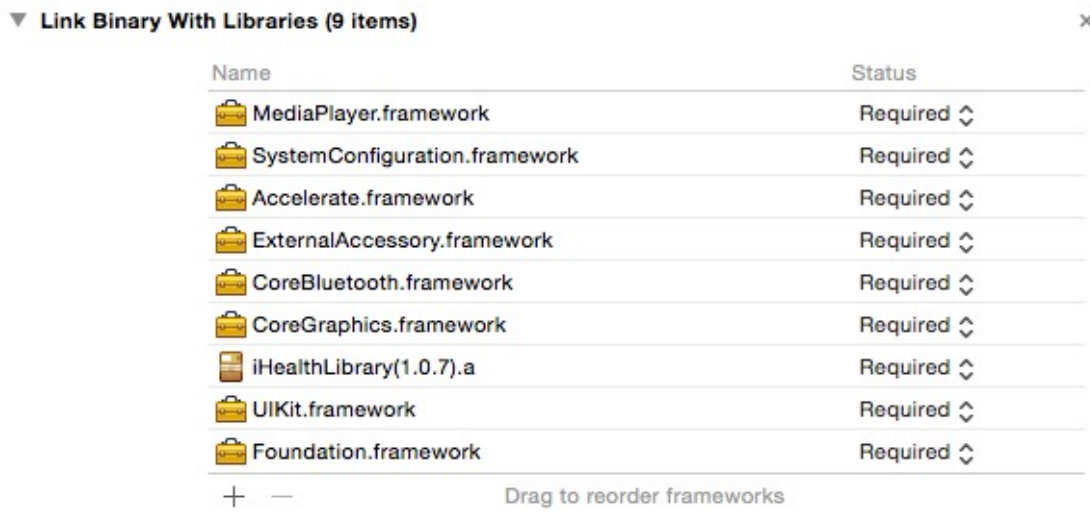 Link Binary With Libraries (9 items)
Name Status
MediaPlayer.framework Required
SystemConfiguration.framework Required
Accelerate.framework Required
ExternalAccessory.framework Required
CoreBluetooth.framework Required
CoreGraphics.framework Required
iHealthLibrary(1.0.7).a Required
UIKit.framework Required
Foundation.framework Required
Drag to reorder frameworks